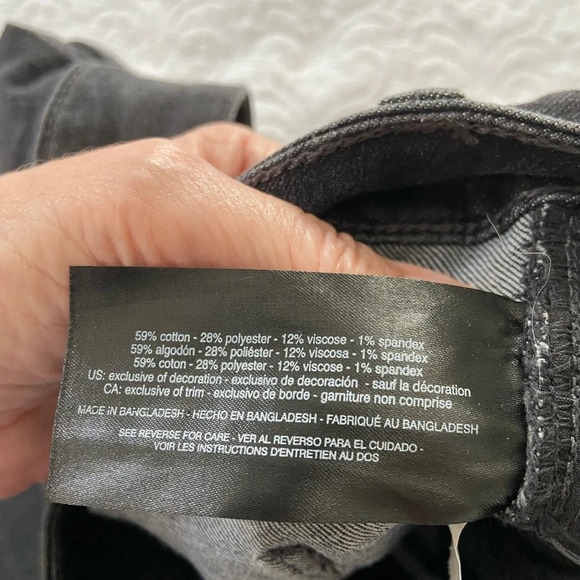 59% cotton - 28% polyester - 12% viscose - 1% spandex
59% algodón - 28% poliéster - 12% viscosa - 1% spandex
59% coton - 28% polyester - 12% viscose - 1% spandex
US: exclusive of decoration - exclusivo de decoración - sauf la décoration
CA: exclusive of trim - exclusivo de borde - garniture non comprise
MADE IN BANGLADESH - HECHO EN BANGLADESH - FABRIQUÉ AU BANGLADESH
SEE REVERSE FOR CARE - VER AL REVERSO PARA EL CUIDADO -
VOIR LES INSTRUCTIONS D'ENTRETIEN AU DOS